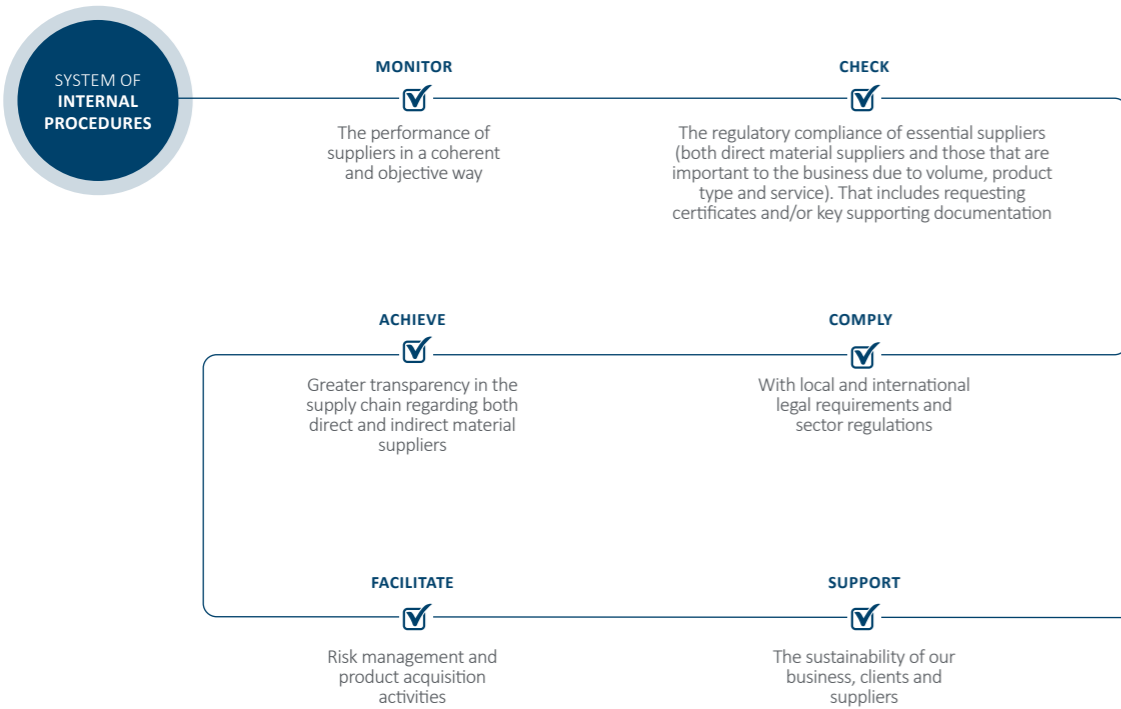 SYSTEM OF
INTERNAL
PROCEDURES
MONITOR
The performance of
suppliers in a coherent
and objective way
CHECK
The regulatory compliance of essential suppliers
(both direct material suppliers and those that are
important to the business due to volume, product
type and service). That includes requesting
certificates and/or key supporting documentation
ACHIEVE
Greater transparency in the
supply chain regarding both
direct and indirect material
suppliers
COMPLY
With local and international
legal requirements and
sector regulations
FACILITATE
Risk management and
product acquisition
activities
SUPPORT
The sustainability of our
business, clients and
suppliers